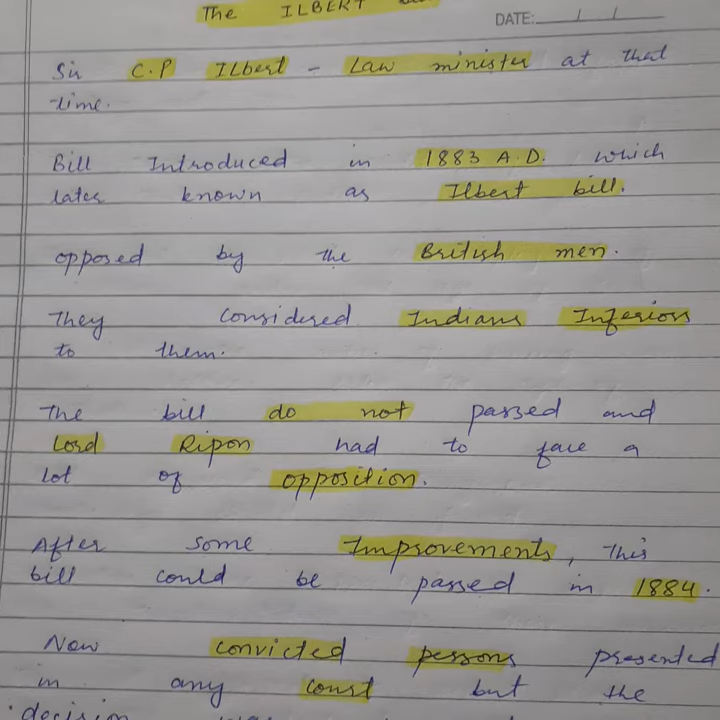 The ILBERT
DATE: / /
Sir C.P Ilbert - Law minister at that
time.
Bill Introduced in 1883 A.D. which
later known as Ilbert bill.
opposed by the British men.
They considered Indians Inferiors
to them.
The bill do not passed and
Lord Ripon had to face a
lot of opposition.
After some Improvements, this
bill could be passed in 1884.
Now convicted persons presented
in any court but the
decision